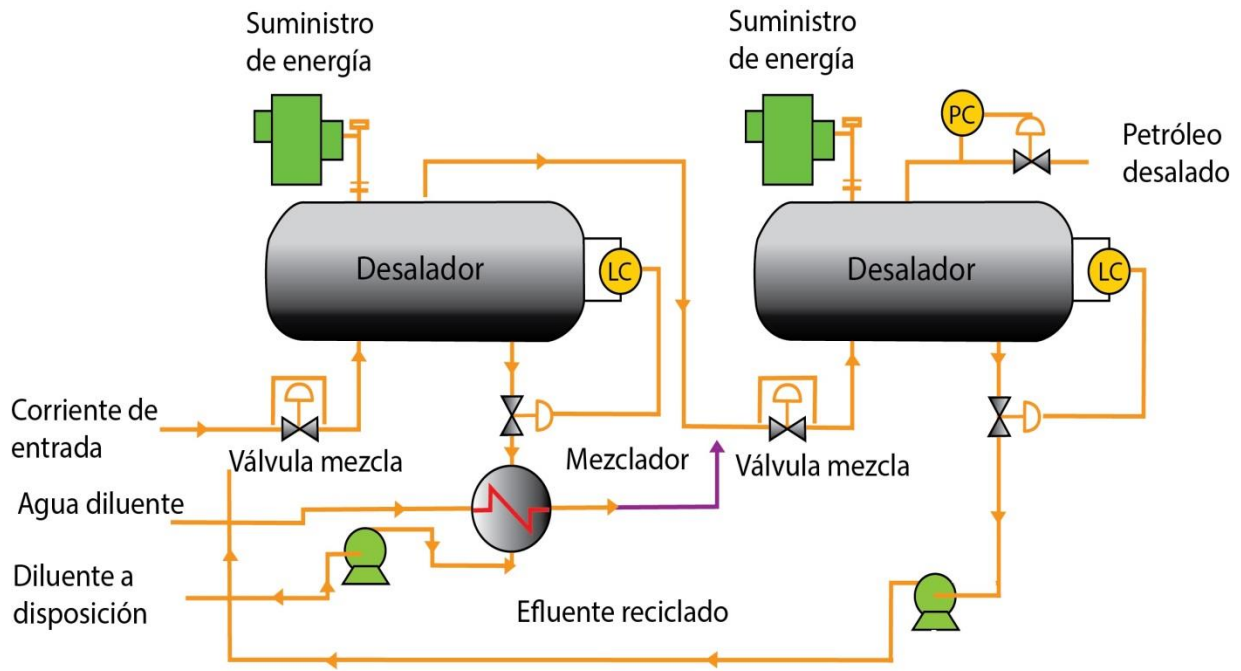 Suministro
de energía
Suministro
de energía
PC
Petróleo
desalado
Desalador
LC
Desalador
LC
Corriente de
entrada
Válvula mezcla
Mezclador
Válvula mezcla
Agua diluente
Diluente a
disposición
Efluente reciclado